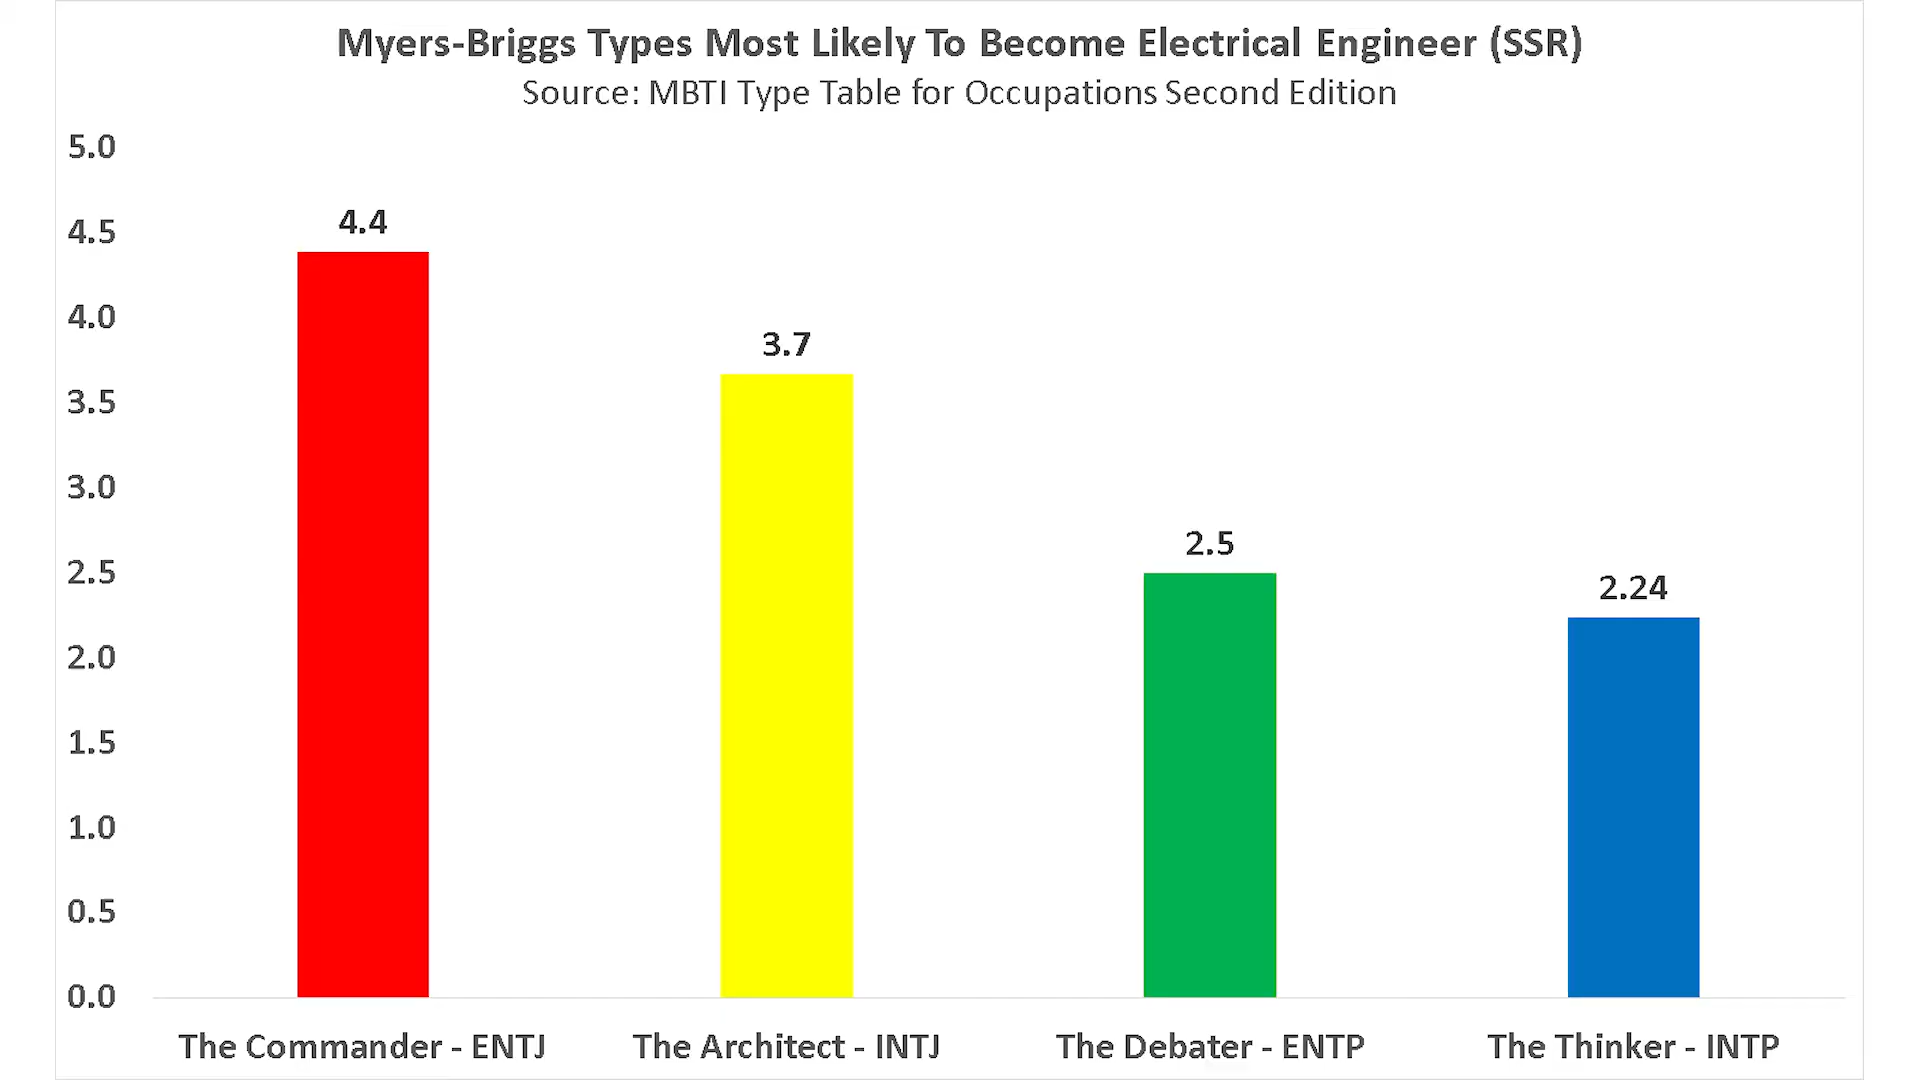 Myers-Briggs Types Most Likely To Become Electrical Engineer (SSR)
Source: MBTI Type Table for Occupations Second Edition
5.0
4.5
4.0
3.5
3.0
2.5
2.0
1.5
1.0
0.5
0.0
4.4
3.7
2.5
2.24
The Commander - ENTJ
The Architect - INTJ
The Debater - ENTP
The Thinker - INTP